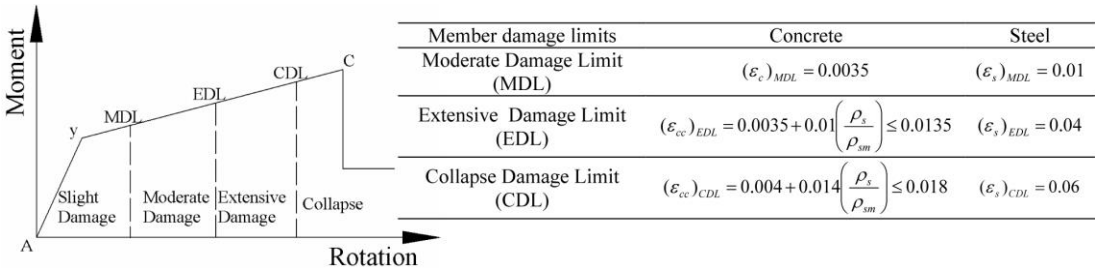 Moment
C
CDL
EDL
MDL
y
Slight
Damage
Moderate
Damage
Extensive
Damage
Collapse
A
Rotation
Member damage limits Concrete Steel
Moderate Damage Limit
(MDL) (ε_c)_MDL = 0.0035 (ε_s)_MDL = 0.01
Extensive Damage Limit
(EDL) (ε_cc)_EDL = 0.0035 + 0.01(ρ_s/ρ_sm) ≤ 0.0135 (ε_s)_EDL = 0.04
Collapse Damage Limit
(CDL) (ε_cc)_CDL = 0.004 + 0.014(ρ_s/ρ_sm) ≤ 0.018 (ε_s)_CDL = 0.06